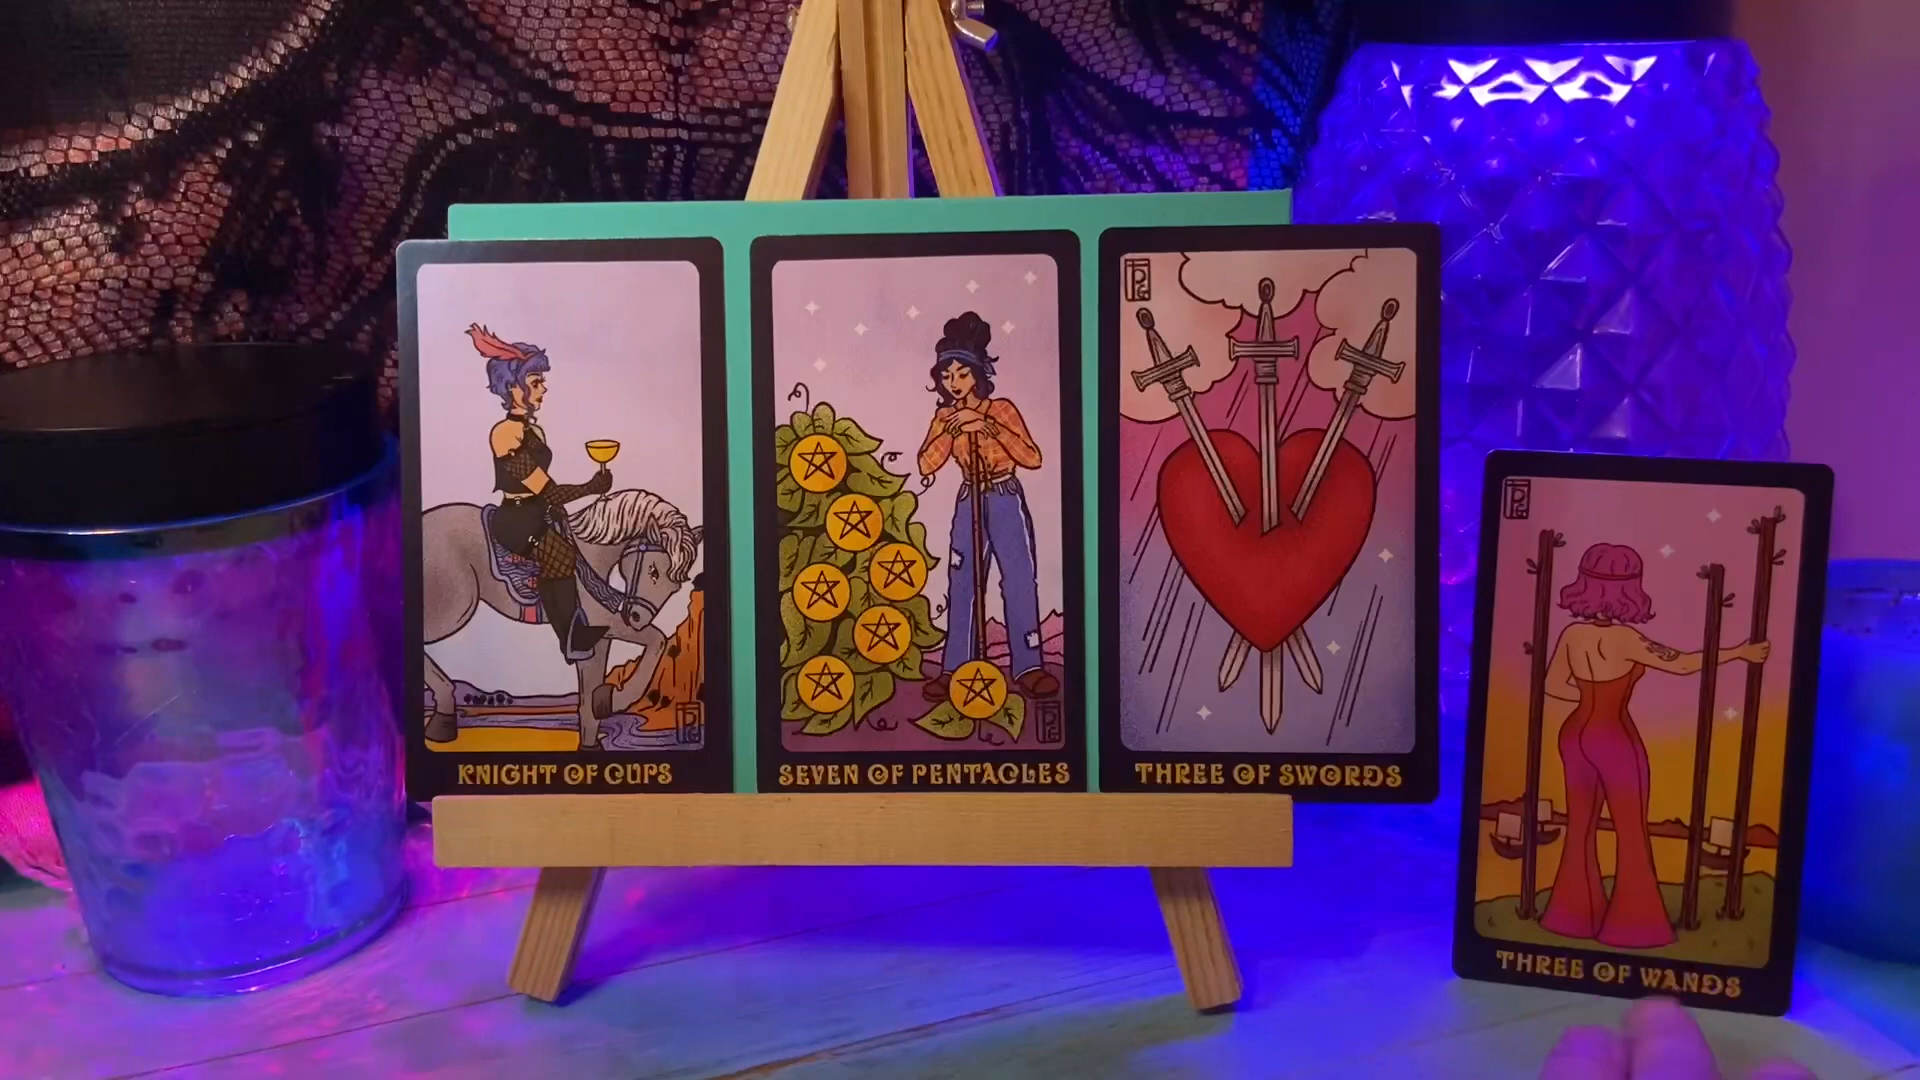 KNIGHT OF CUPS
SEVEN OF PENTACLES
THREE OF SWORDS
THREE OF WANDS